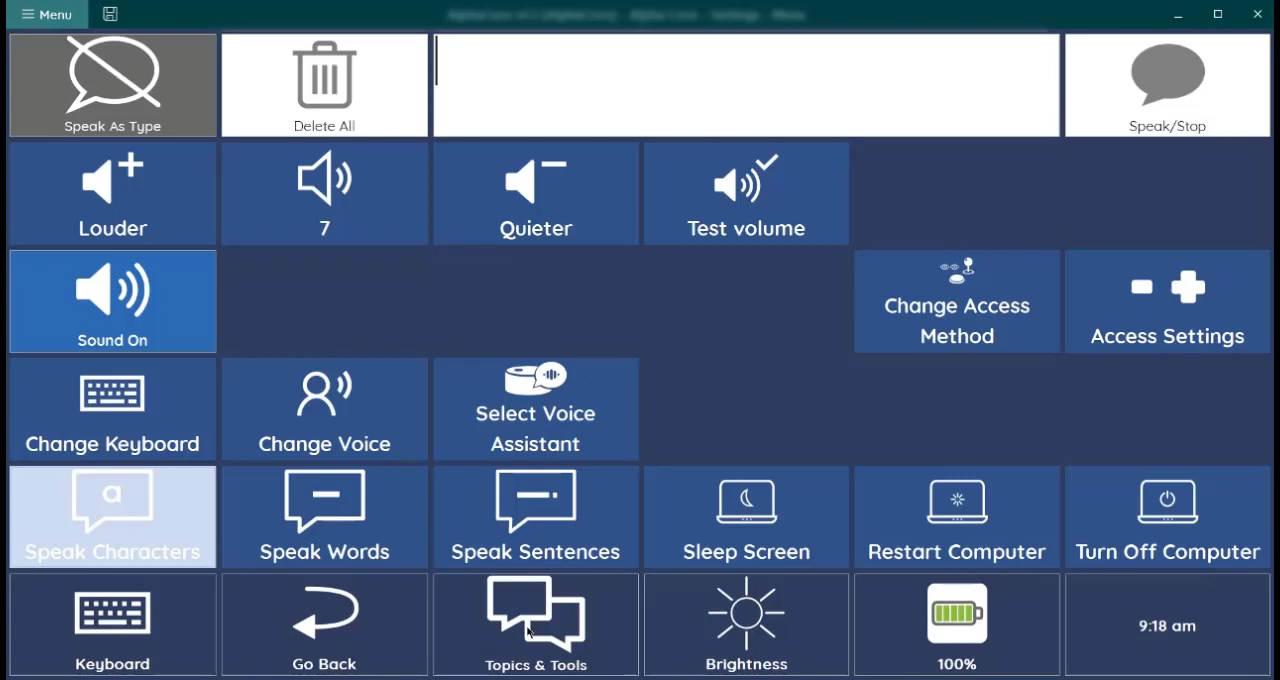 Menu
Speak As Type
Delete All
Speak/Stop
Louder
7
Quieter
Test volume
Sound On
Change Access
Method
Access Settings
Change Keyboard
Change Voice
Select Voice
Assistant
a
Speak Characters
Speak Words
Speak Sentences
Sleep Screen
Restart Computer
Turn Off Computer
Keyboard
Go Back
Topics & Tools
Brightness
100%
9:18 am